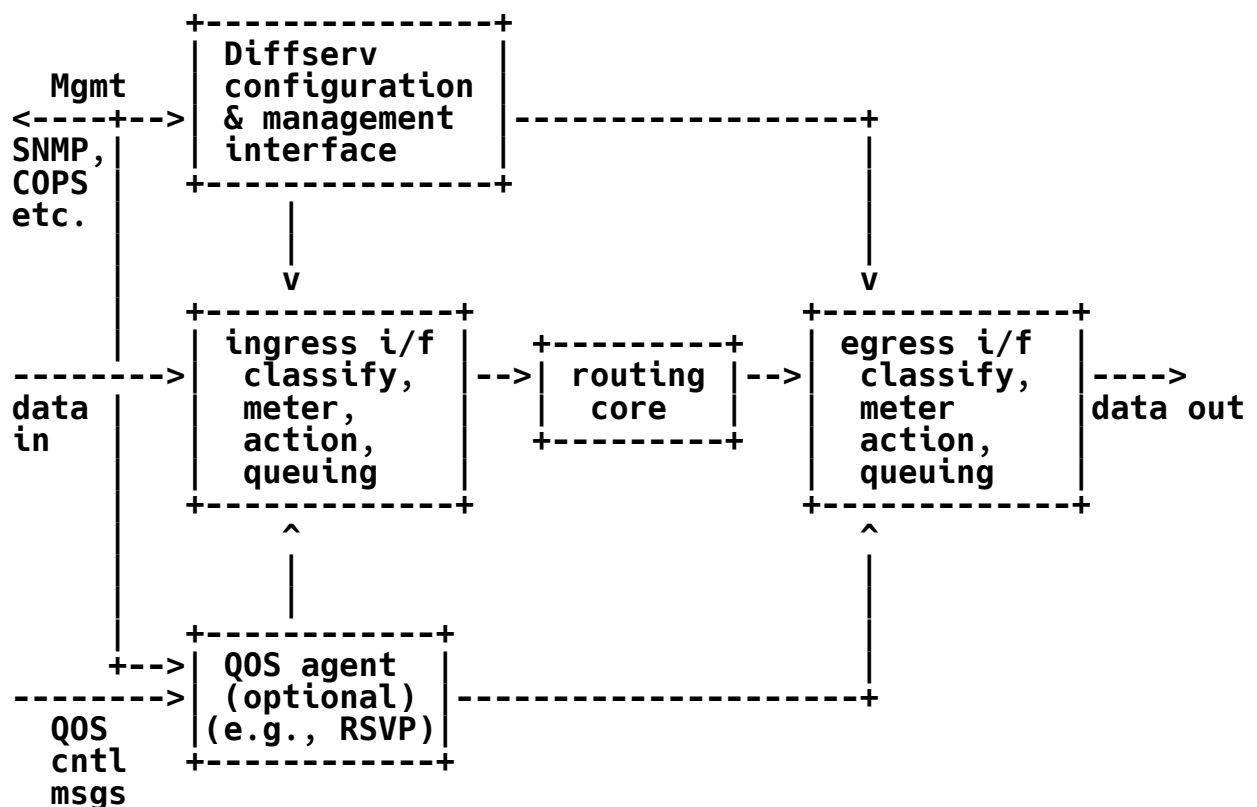 Diffserv
Mgmt configuration
& management
SNMP, interface
COPS
etc.
ingress i/f egress i/f
classify, routing classify,
data meter, core meter data out
in action, action,
queuing queuing
QOS agent
(optional)
QOS (e.g., RSVP)
cntl
msgs